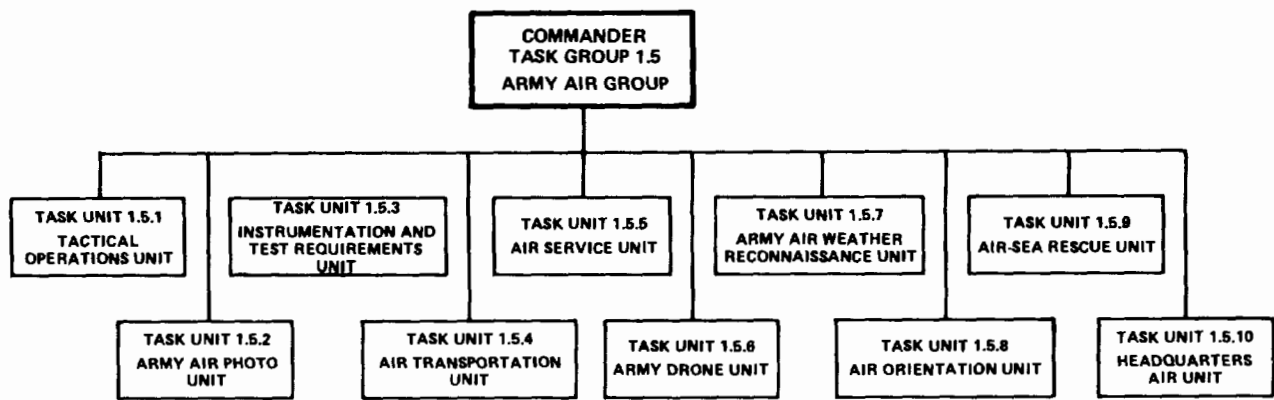 COMMANDER
TASK GROUP 1.5
ARMY AIR GROUP
TASK UNIT 1.5.1
TACTICAL
OPERATIONS UNIT
TASK UNIT 1.5.3
INSTRUMENTATION AND
TEST REQUIREMENTS
UNIT
TASK UNIT 1.5.5
AIR SERVICE UNIT
TASK UNIT 1.5.7
ARMY AIR WEATHER
RECONNAISSANCE UNIT
TASK UNIT 1.5.9
AIR-SEA RESCUE UNIT
TASK UNIT 1.5.2
ARMY AIR PHOTO
UNIT
TASK UNIT 1.5.4
AIR TRANSPORTATION
UNIT
TASK UNIT 1.5.6
ARMY DRONE UNIT
TASK UNIT 1.5.8
AIR ORIENTATION UNIT
TASK UNIT 1.5.10
HEADQUARTERS
AIR UNIT